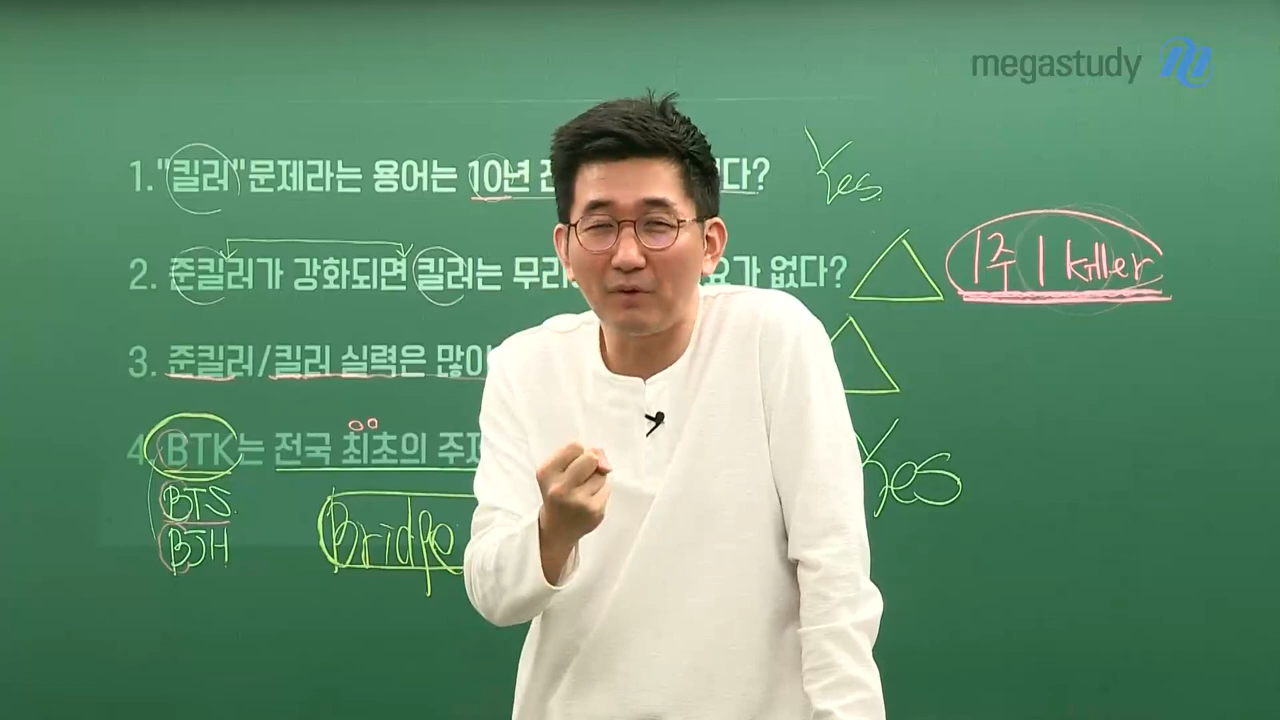 megastudy
1."킬러"문제라는 용어는 10년 다?
Yes.
2. 준킬러가 강화되면 킬러는 무리 요가 없다?
1주 1 killer
3. 준킬러/킬러 실력은 많이
4. BTK는 전국 최초의 주
Yes
BTS
BJH
Bridge